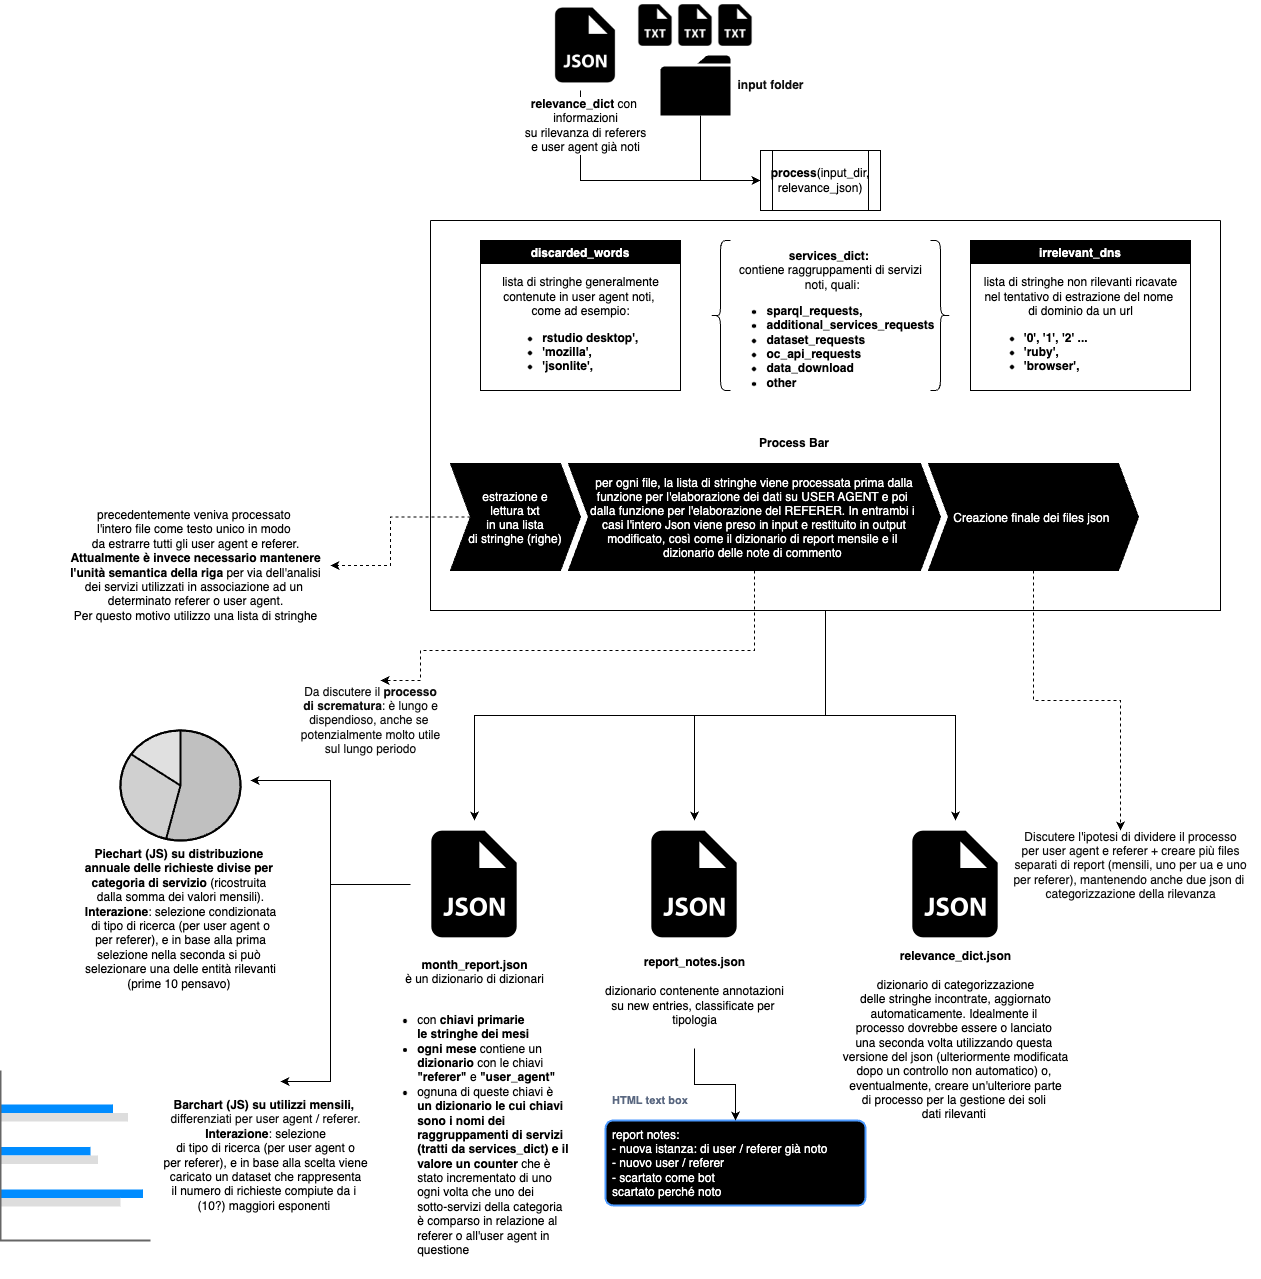 JSON
TXT
TXT
TXT
input folder
relevance_dict con
informazioni
su rilevanza di referers
e user agent già noti
process(input_dir,
relevance_json)
discarded_words
lista di stringhe generalmente
contenute in user agent noti,
come ad esempio:
• rstudio desktop',
• 'mozilla',
• 'jsonlite',
services_dict:
contiene raggruppamenti di servizi
noti, quali:
• sparql_requests,
• additional_services_requests
• dataset_requests
• oc_api_requests
• data_download
• other
irrelevant_dns
lista di stringhe non rilevanti ricavate
nel tentativo di estrazione del nome
di dominio da un url
• '0', '1', '2' ...
• 'ruby',
• 'browser',
Process Bar
estrazione e
lettura txt
in una lista
di stringhe (righe)
per ogni file, la lista di stringhe viene processata prima dalla
funzione per l'elaborazione dei dati su USER AGENT e poi
dalla funzione per l'elaborazione del REFERER. In entrambi i
casi l'intero Json viene preso in input e restituito in output
modificato, così come il dizionario di report mensile e il
dizionario delle note di commento
Creazione finale dei files json
precedentemente veniva processato
l'intero file come testo unico in modo
da estrarre tutti gli user agent e referer.
Attualmente è invece necessario mantenere
l'unità semantica della riga per via dell'analisi
dei servizi utilizzati in associazione ad un
determinato referer o user agent.
Per questo motivo utilizzo una lista di stringhe
Da discutere il processo
di scrematura: è lungo e
dispendioso, anche se
potenzialmente molto utile
sul lungo periodo
Discutere l'ipotesi di dividere il processo
per user agent e referer + creare più files
separati di report (mensili, uno per ua e uno
per referer), mantenendo anche due json di
categorizzazione della rilevanza
Piechart (JS) su distribuzione
annuale delle richieste divise per
categoria di servizio (ricostruita
dalla somma dei valori mensili).
Interazione: selezione condizionata
di tipo di ricerca (per user agent o
per referer), e in base alla prima
selezione nella seconda si può
selezionare una delle entità rilevanti
(prime 10 pensavo)
Barchart (JS) su utilizzi mensili,
differenziati per user agent / referer.
Interazione: selezione
di tipo di ricerca (per user agent o
per referer), e in base alla scelta viene
caricato un dataset che rappresenta
il numero di richieste compiute da i
(10?) maggiori esponenti
JSON
month_report.json
è un dizionario di dizionari
• con chiavi primarie
le stringhe dei mesi
• ogni mese contiene un
dizionario con le chiavi
"referer" e "user_agent"
• ognuna di queste chiavi è
un dizionario le cui chiavi
sono i nomi dei
raggruppamenti di servizi
(tratti da services_dict) e il
valore un counter che è
stato incrementato di uno
ogni volta che uno dei
sotto-servizi della categoria
è comparso in relazione al
referer o all'user agent in
questione
JSON
report_notes.json
dizionario contenente annotazioni
su new entries, classificate per
tipologia
HTML text box
report notes:
- nuova istanza: di user / referer già noto
- nuovo user / referer
- scartato come bot
scartato perché noto
JSON
relevance_dict.json
dizionario di categorizzazione
delle stringhe incontrate, aggiornato
automaticamente. Idealmente il
processo dovrebbe essere o lanciato
una seconda volta utilizzando questa
versione del json (ulteriormente modificata
dopo un controllo non automatico) o,
eventualmente, creare un'ulteriore parte
di processo per la gestione dei soli
dati rilevanti